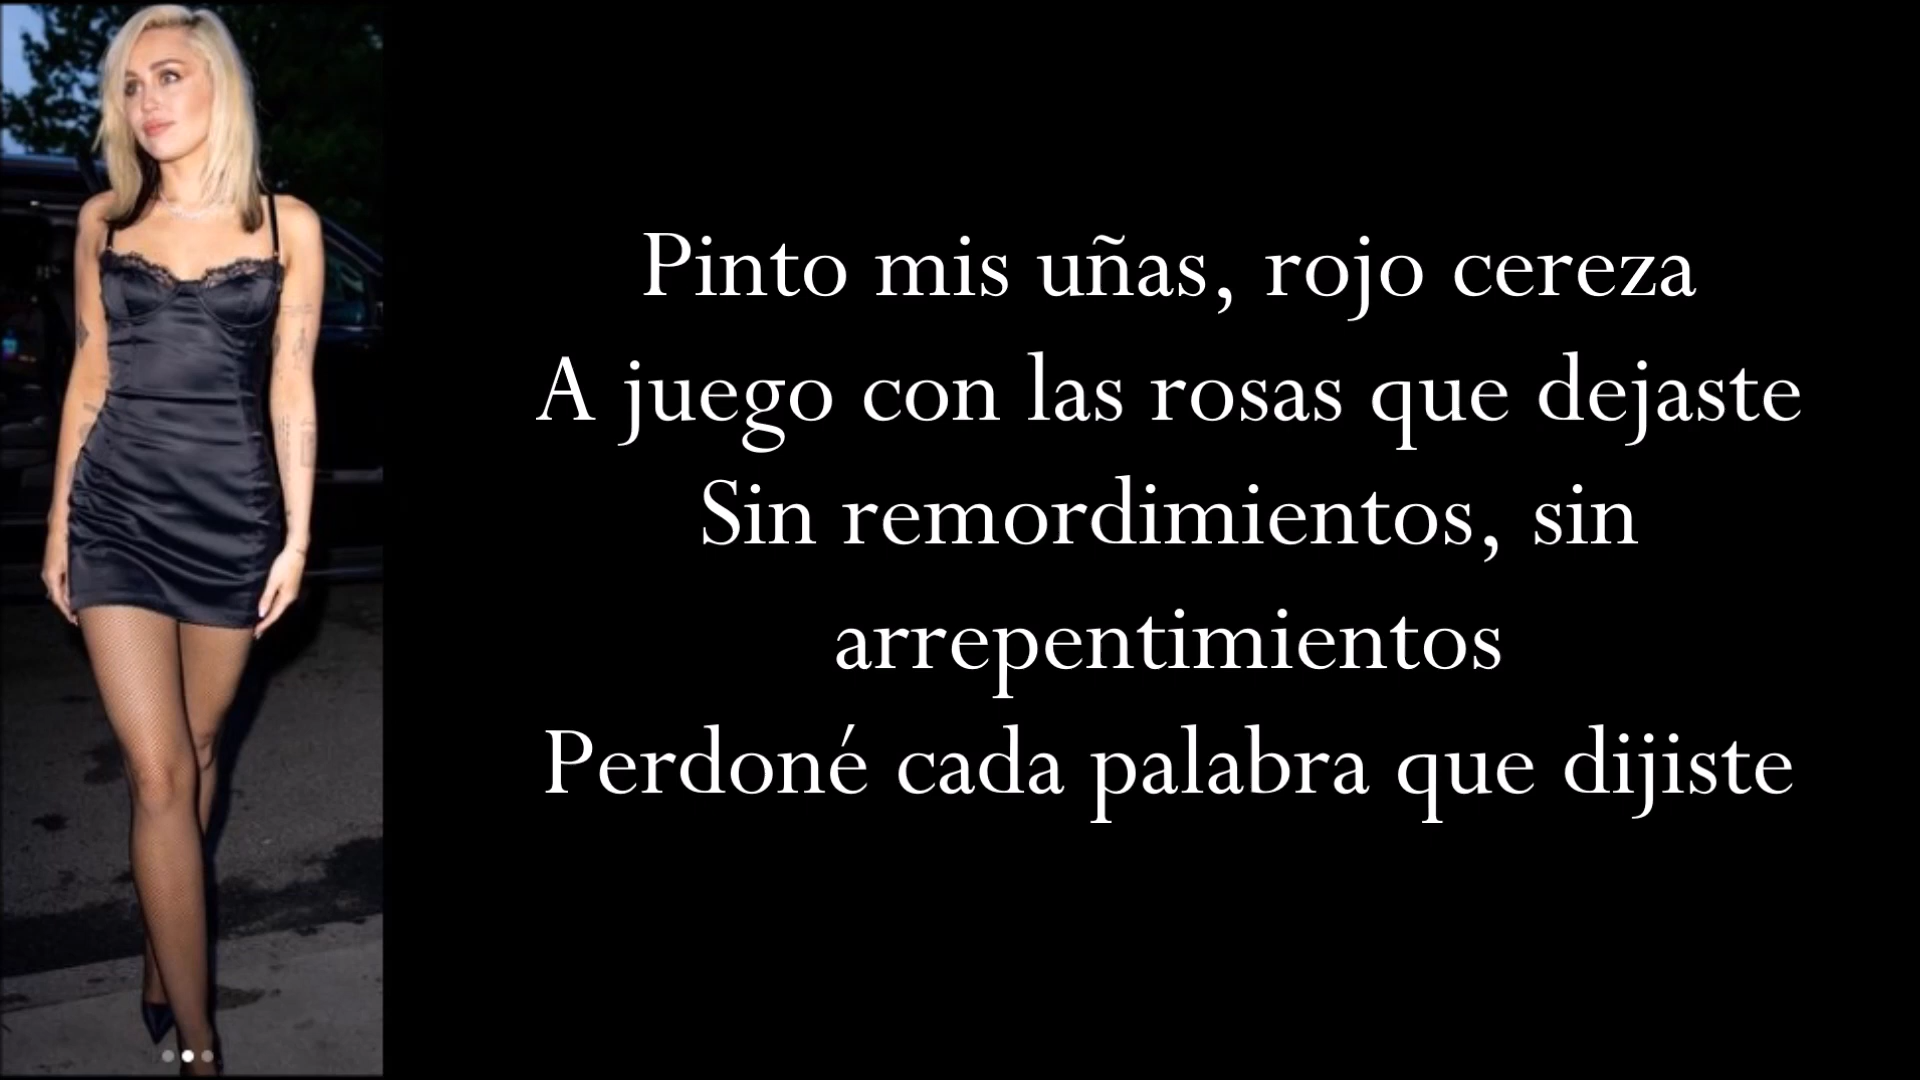 Pinto mis uñas, rojo cereza
A juego con las rosas que dejaste
Sin remordimientos, sin
arrepentimientos
Perdoné cada palabra que dijiste